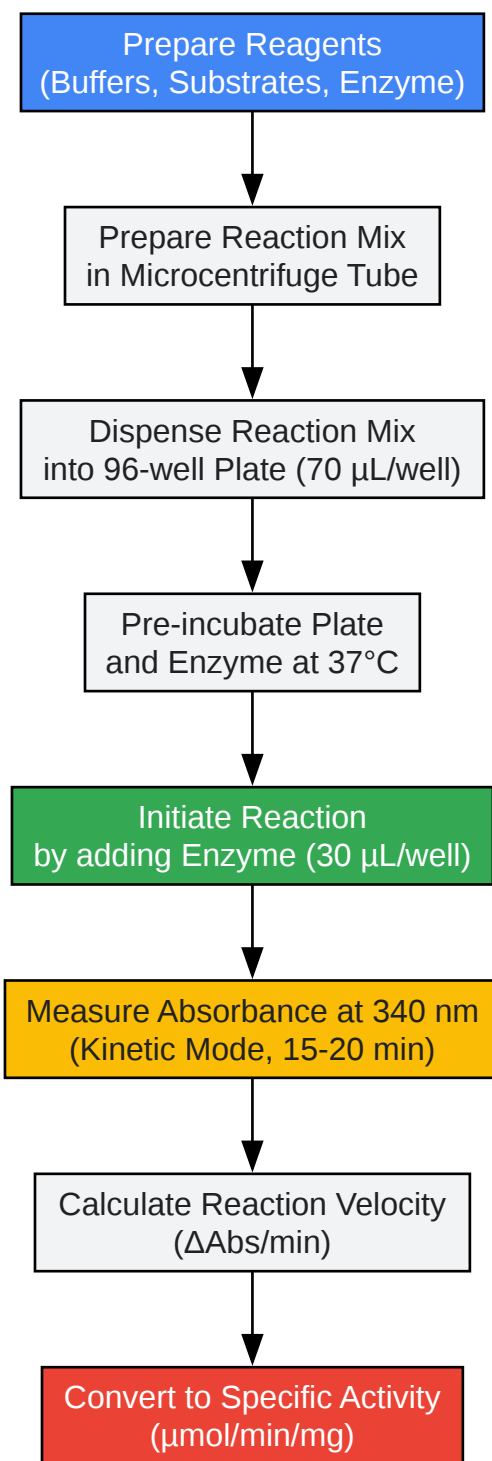 Prepare Reagents
(Buffers, Substrates, Enzyme)
Prepare Reaction Mix
in Microcentrifuge Tube
Dispense Reaction Mix
into 96-well Plate (70 µL/well)
Pre-incubate Plate
and Enzyme at 37°C
Initiate Reaction
by adding Enzyme (30 µL/well)
Measure Absorbance at 340 nm
(Kinetic Mode, 15-20 min)
Calculate Reaction Velocity
(ΔAbs/min)
Convert to Specific Activity
(µmol/min/mg)